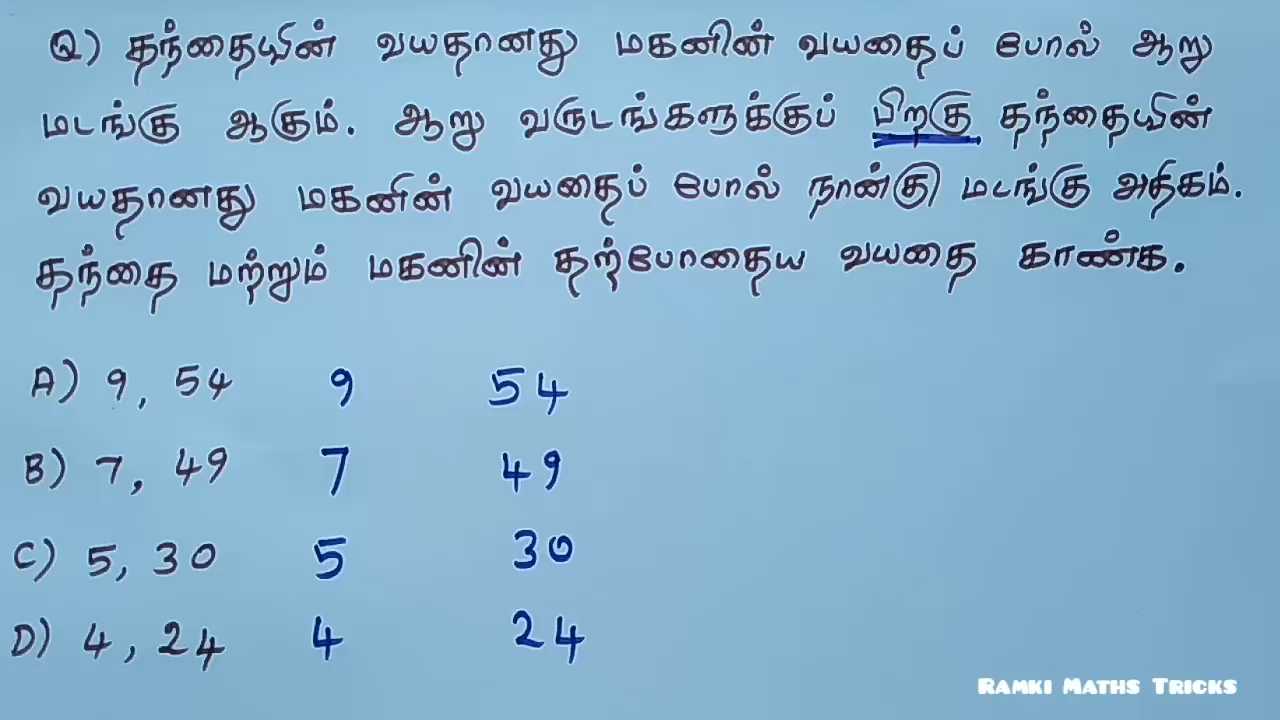 Q) தந்தையின் வயதானது மகனின் வயதைப் போல் ஆறு
மடங்கு ஆகும். ஆறு வருடங்களுக்குப் பிறகு தந்தையின்
வயதானது மகனின் வயதைப் போல் நான்கு மடங்கு அதிகம்.
தந்தை மற்றும் மகனின் தற்போதைய வயதை காண்க.
A) 9, 54 9 54
B) 7, 49 7 49
C) 5, 30 5 30
D) 4, 24 4 24
RAMKI MATHS TRICKS